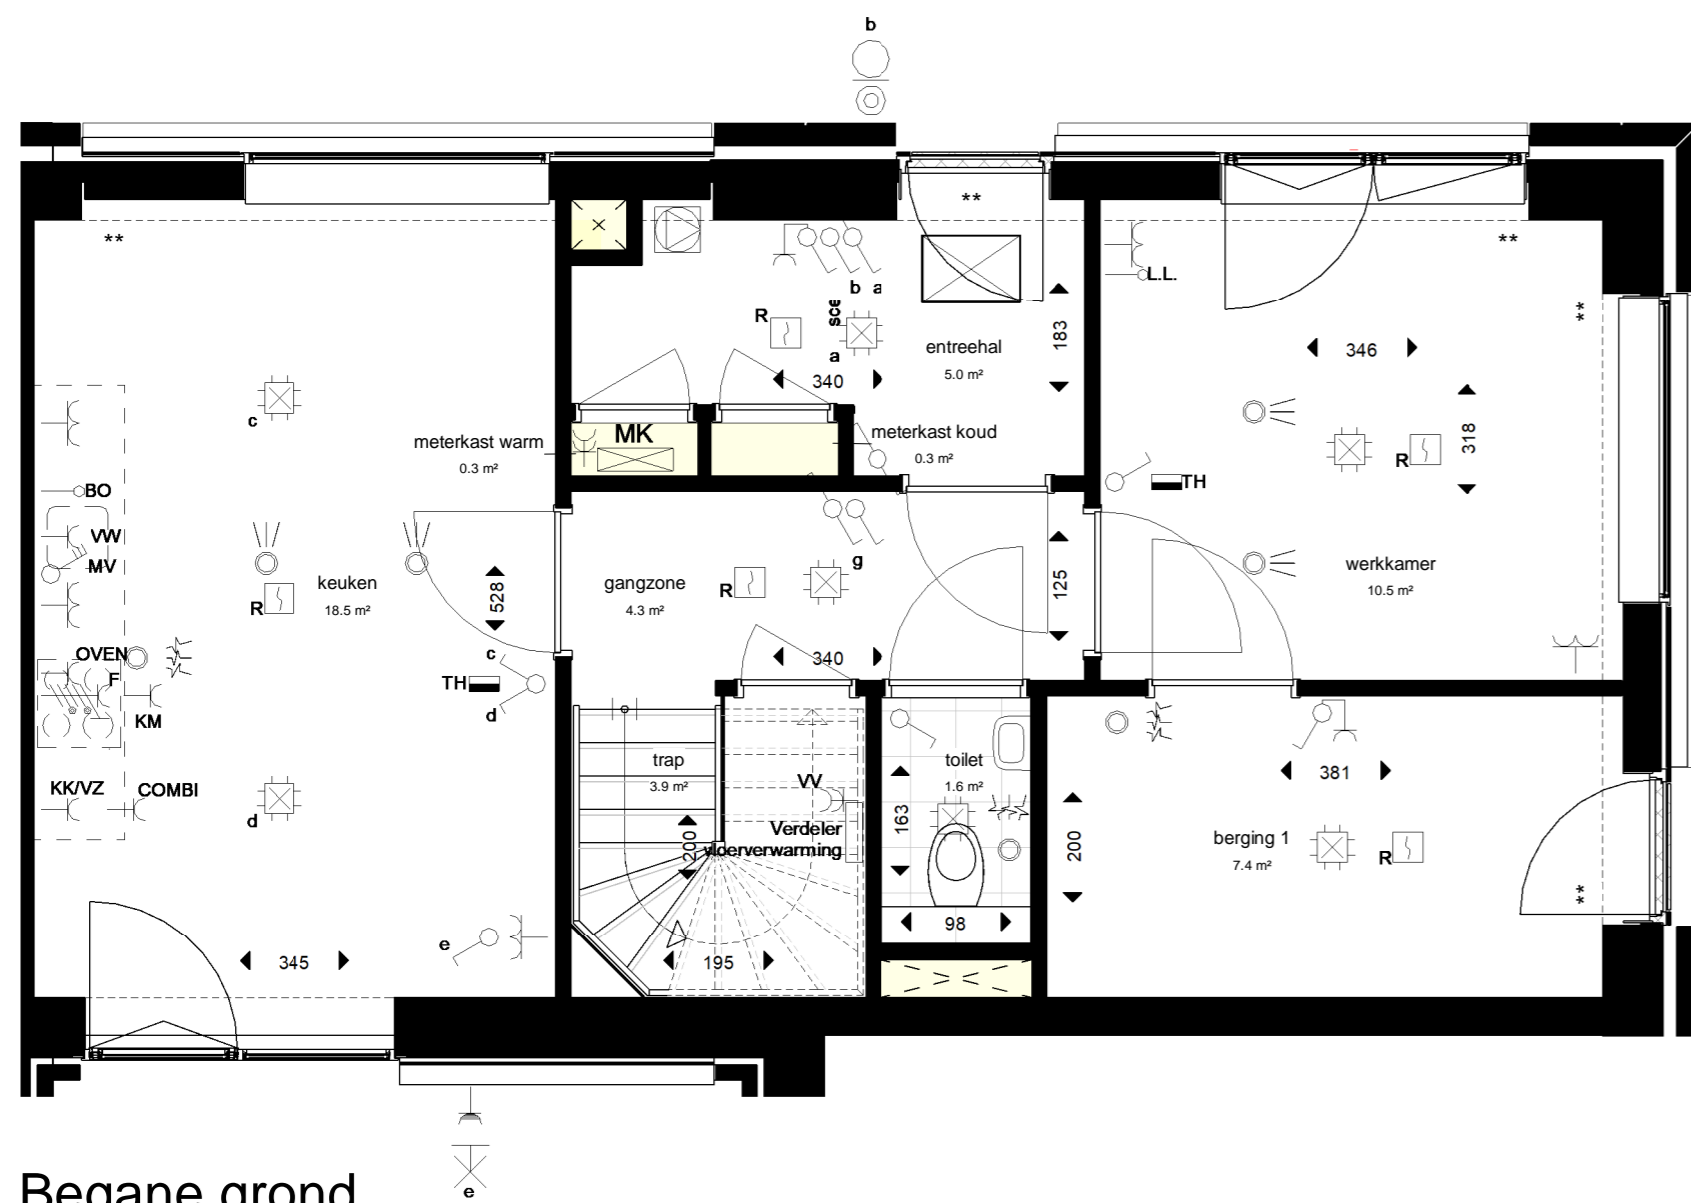 b
**
**
**
**
b a
sce
a
R
340
entreehal
5.0 m²
183
L.L.
346
318
R
TH
werkkamer
10.5 m²
c
meterkast warm
0.3 m²
MK
meterkast koud
0.3 m²
BO
VW
MV
keuken
18.5 m²
R
528
c
TH
d
gangzone
4.3 m²
R
g
125
340
OVEN
F
KM
KK/VZ
COMBI
d
e
345
trap
3.9 m²
VV
Verdeler
vloerverwarming
200
195
toilet
1.6 m²
163
98
200
381
berging 1
7.4 m²
R
**
e
Begane grond